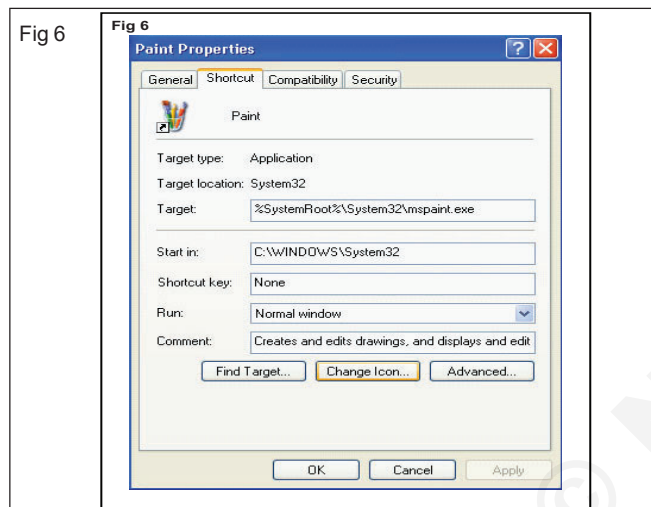 Fig 6
Fig 6
Paint Properties
General Shortcut Compatibility Security
Paint
Target type: Application
Target location: System32
Target: %SystemRoot%\System32\mspaint.exe
Start in: C:\WINDOWS\System32
Shortcut key: None
Run: Normal window
Comment: Creates and edits drawings, and displays and edit
Find Target... Change Icon... Advanced...
OK Cancel Apply